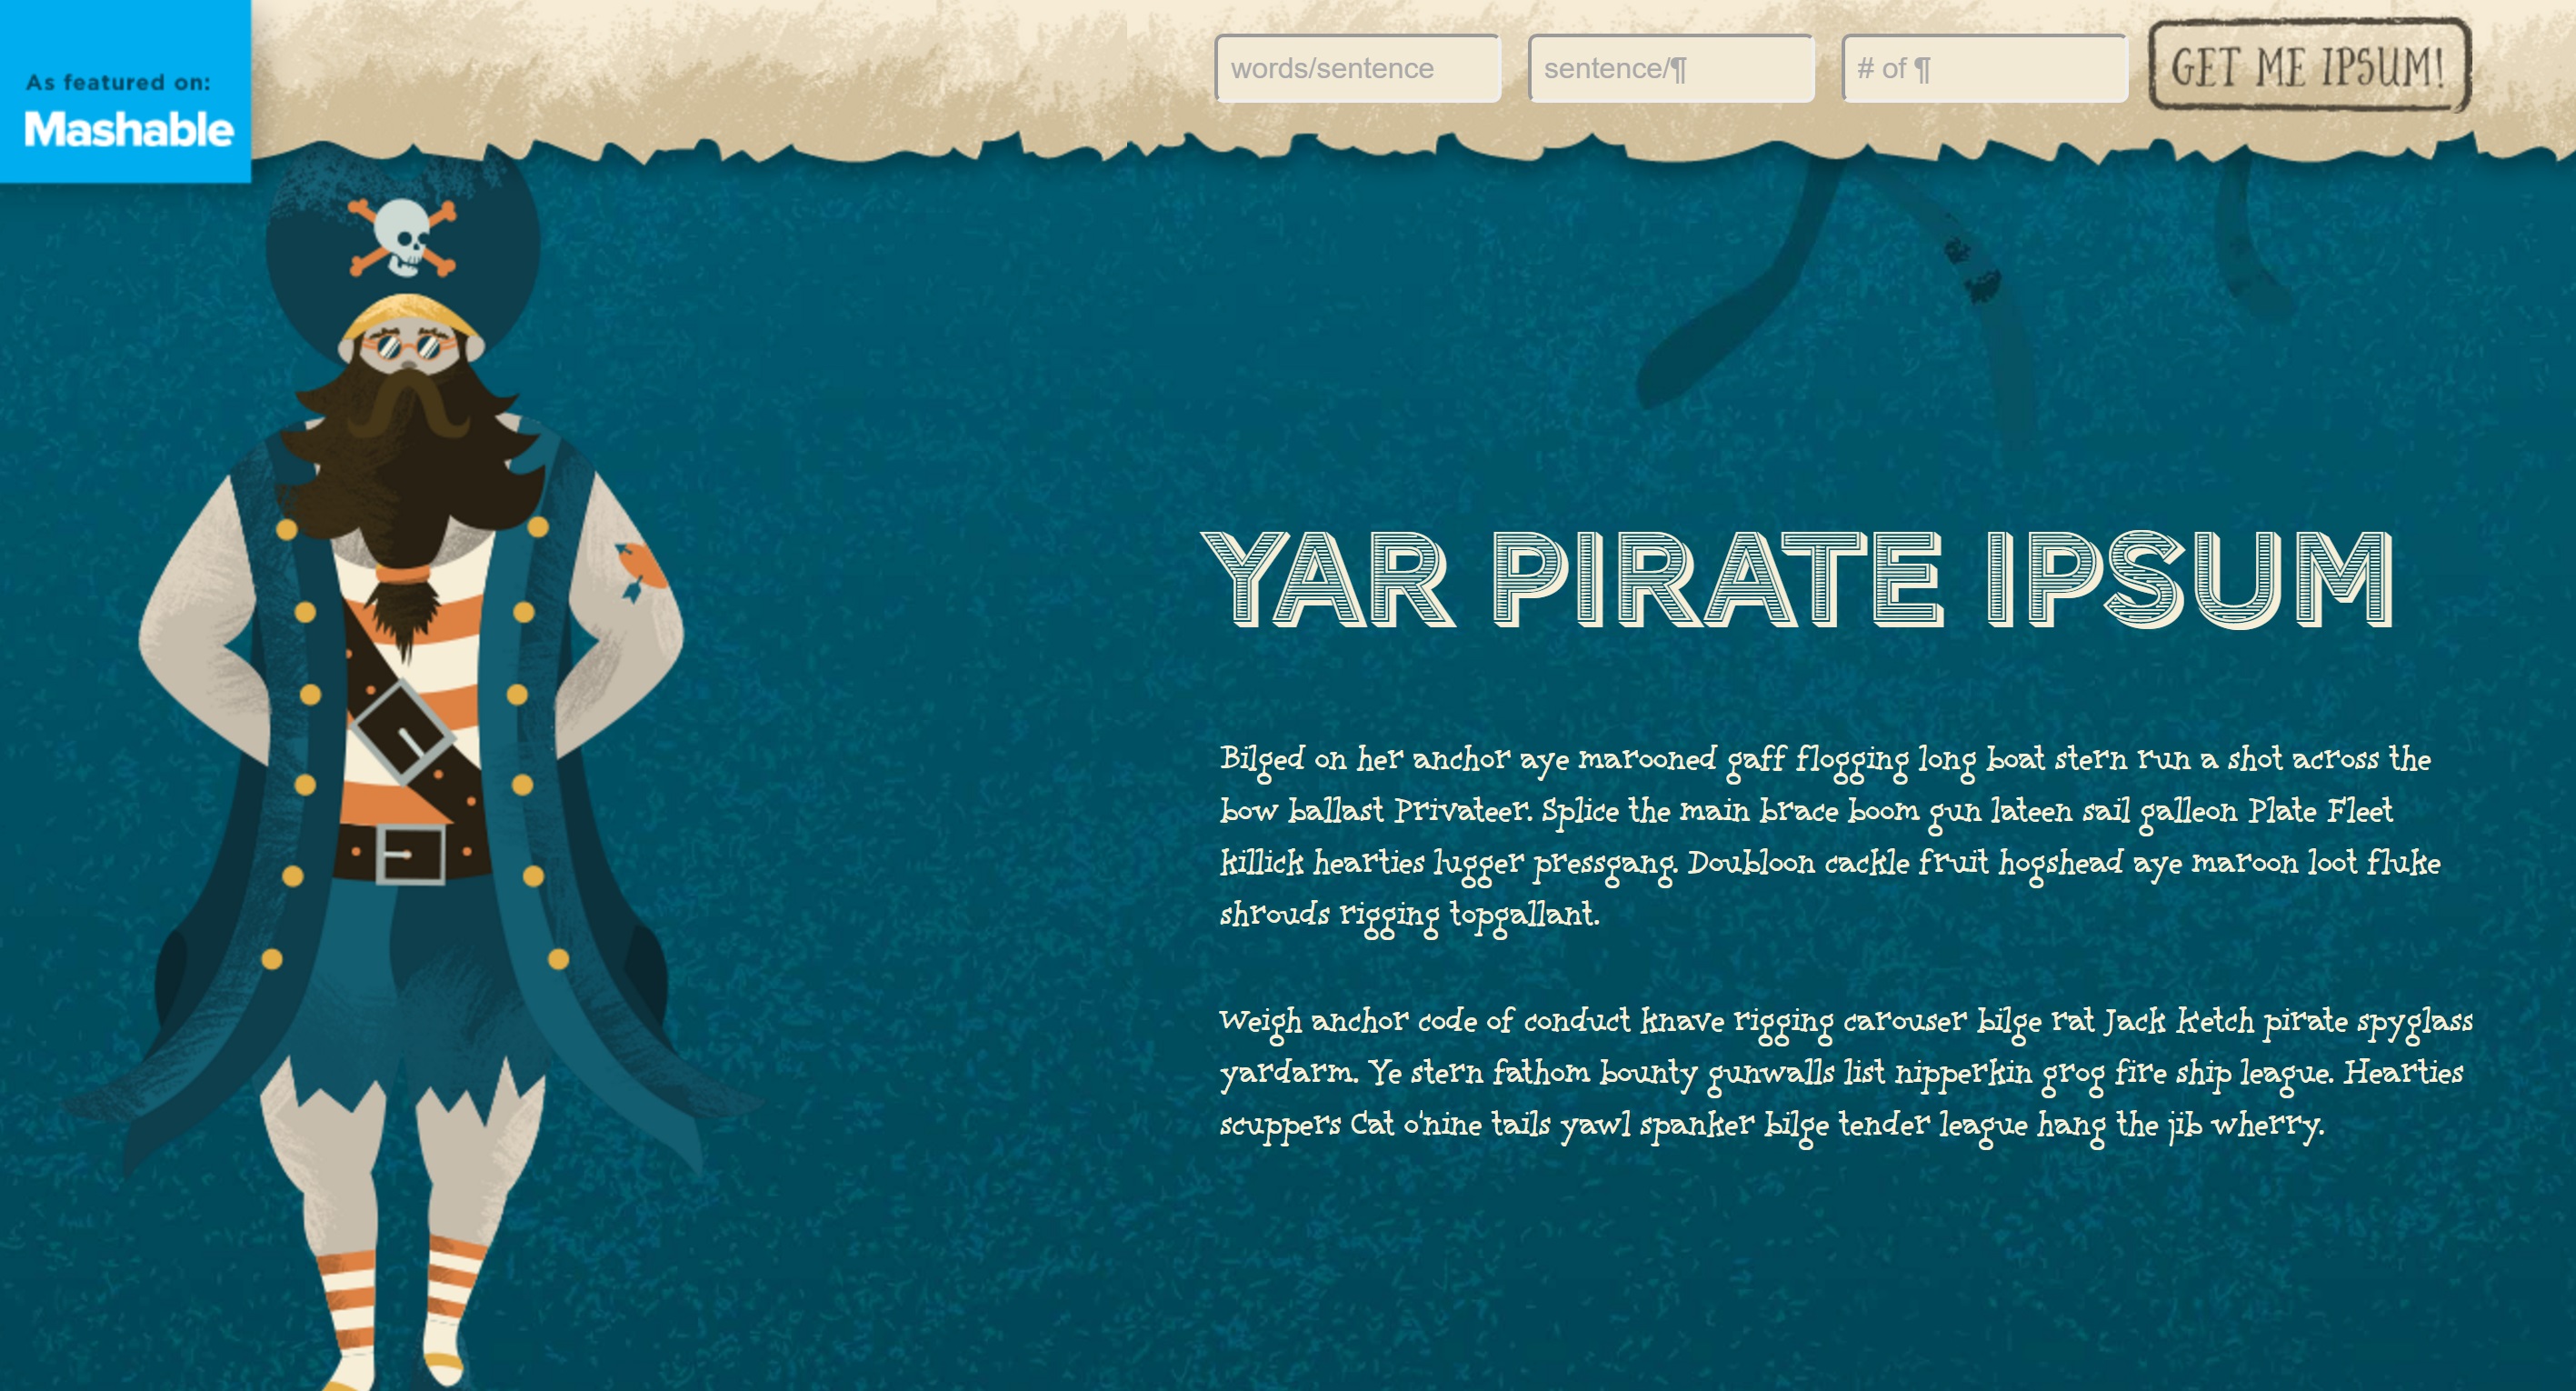 As featured on:
Mashable
words/sentence
sentence/¶
# of ¶
GET ME IPSUM!
YAR PIRATE IPSUM
Bilged on her anchor aye marooned gaff flogging long boat stern run a shot across the
bow ballast Privateer. Splice the main brace boom gun lateen sail galleon Plate Fleet
killick hearties lugger pressgang. Doubloon cackle fruit hogshead aye maroon loot fluke
shrouds rigging topgallant.
Weigh anchor code of conduct knave rigging carouser bilge rat Jack Ketch pirate spyglass
yardarm. Ye stern fathom bounty gunwalls list nipperkin grog fire ship league. Hearties
scuppers Cat o'nine tails yawl spanker bilge tender league hang the jib wherry.